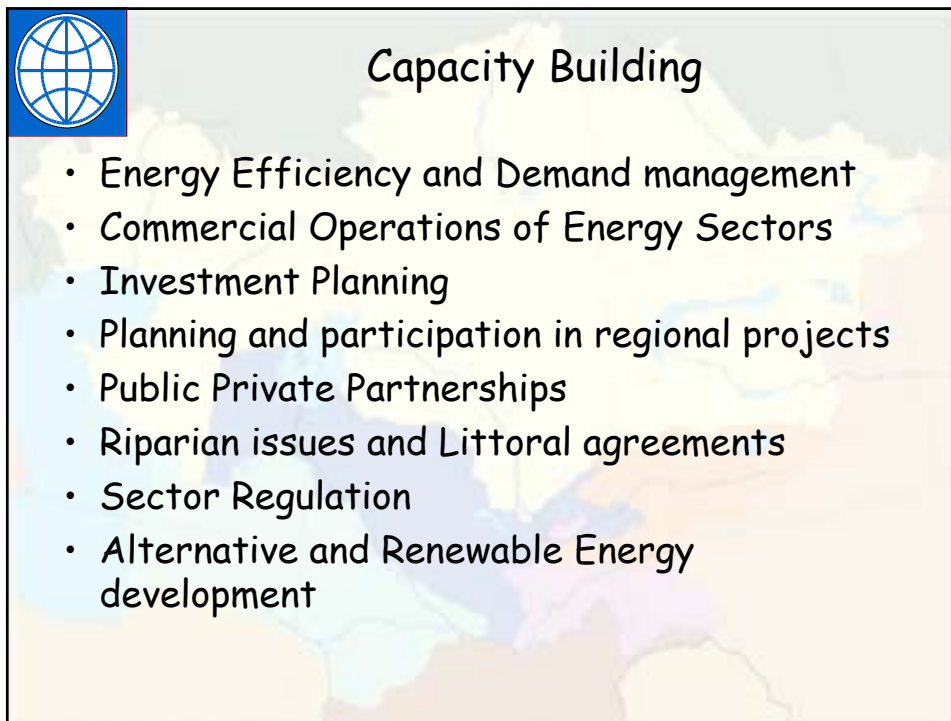 Capacity Building
• Energy Efficiency and Demand management
• Commercial Operations of Energy Sectors
• Investment Planning
• Planning and participation in regional projects
• Public Private Partnerships
• Riparian issues and Littoral agreements
• Sector Regulation
• Alternative and Renewable Energy
development